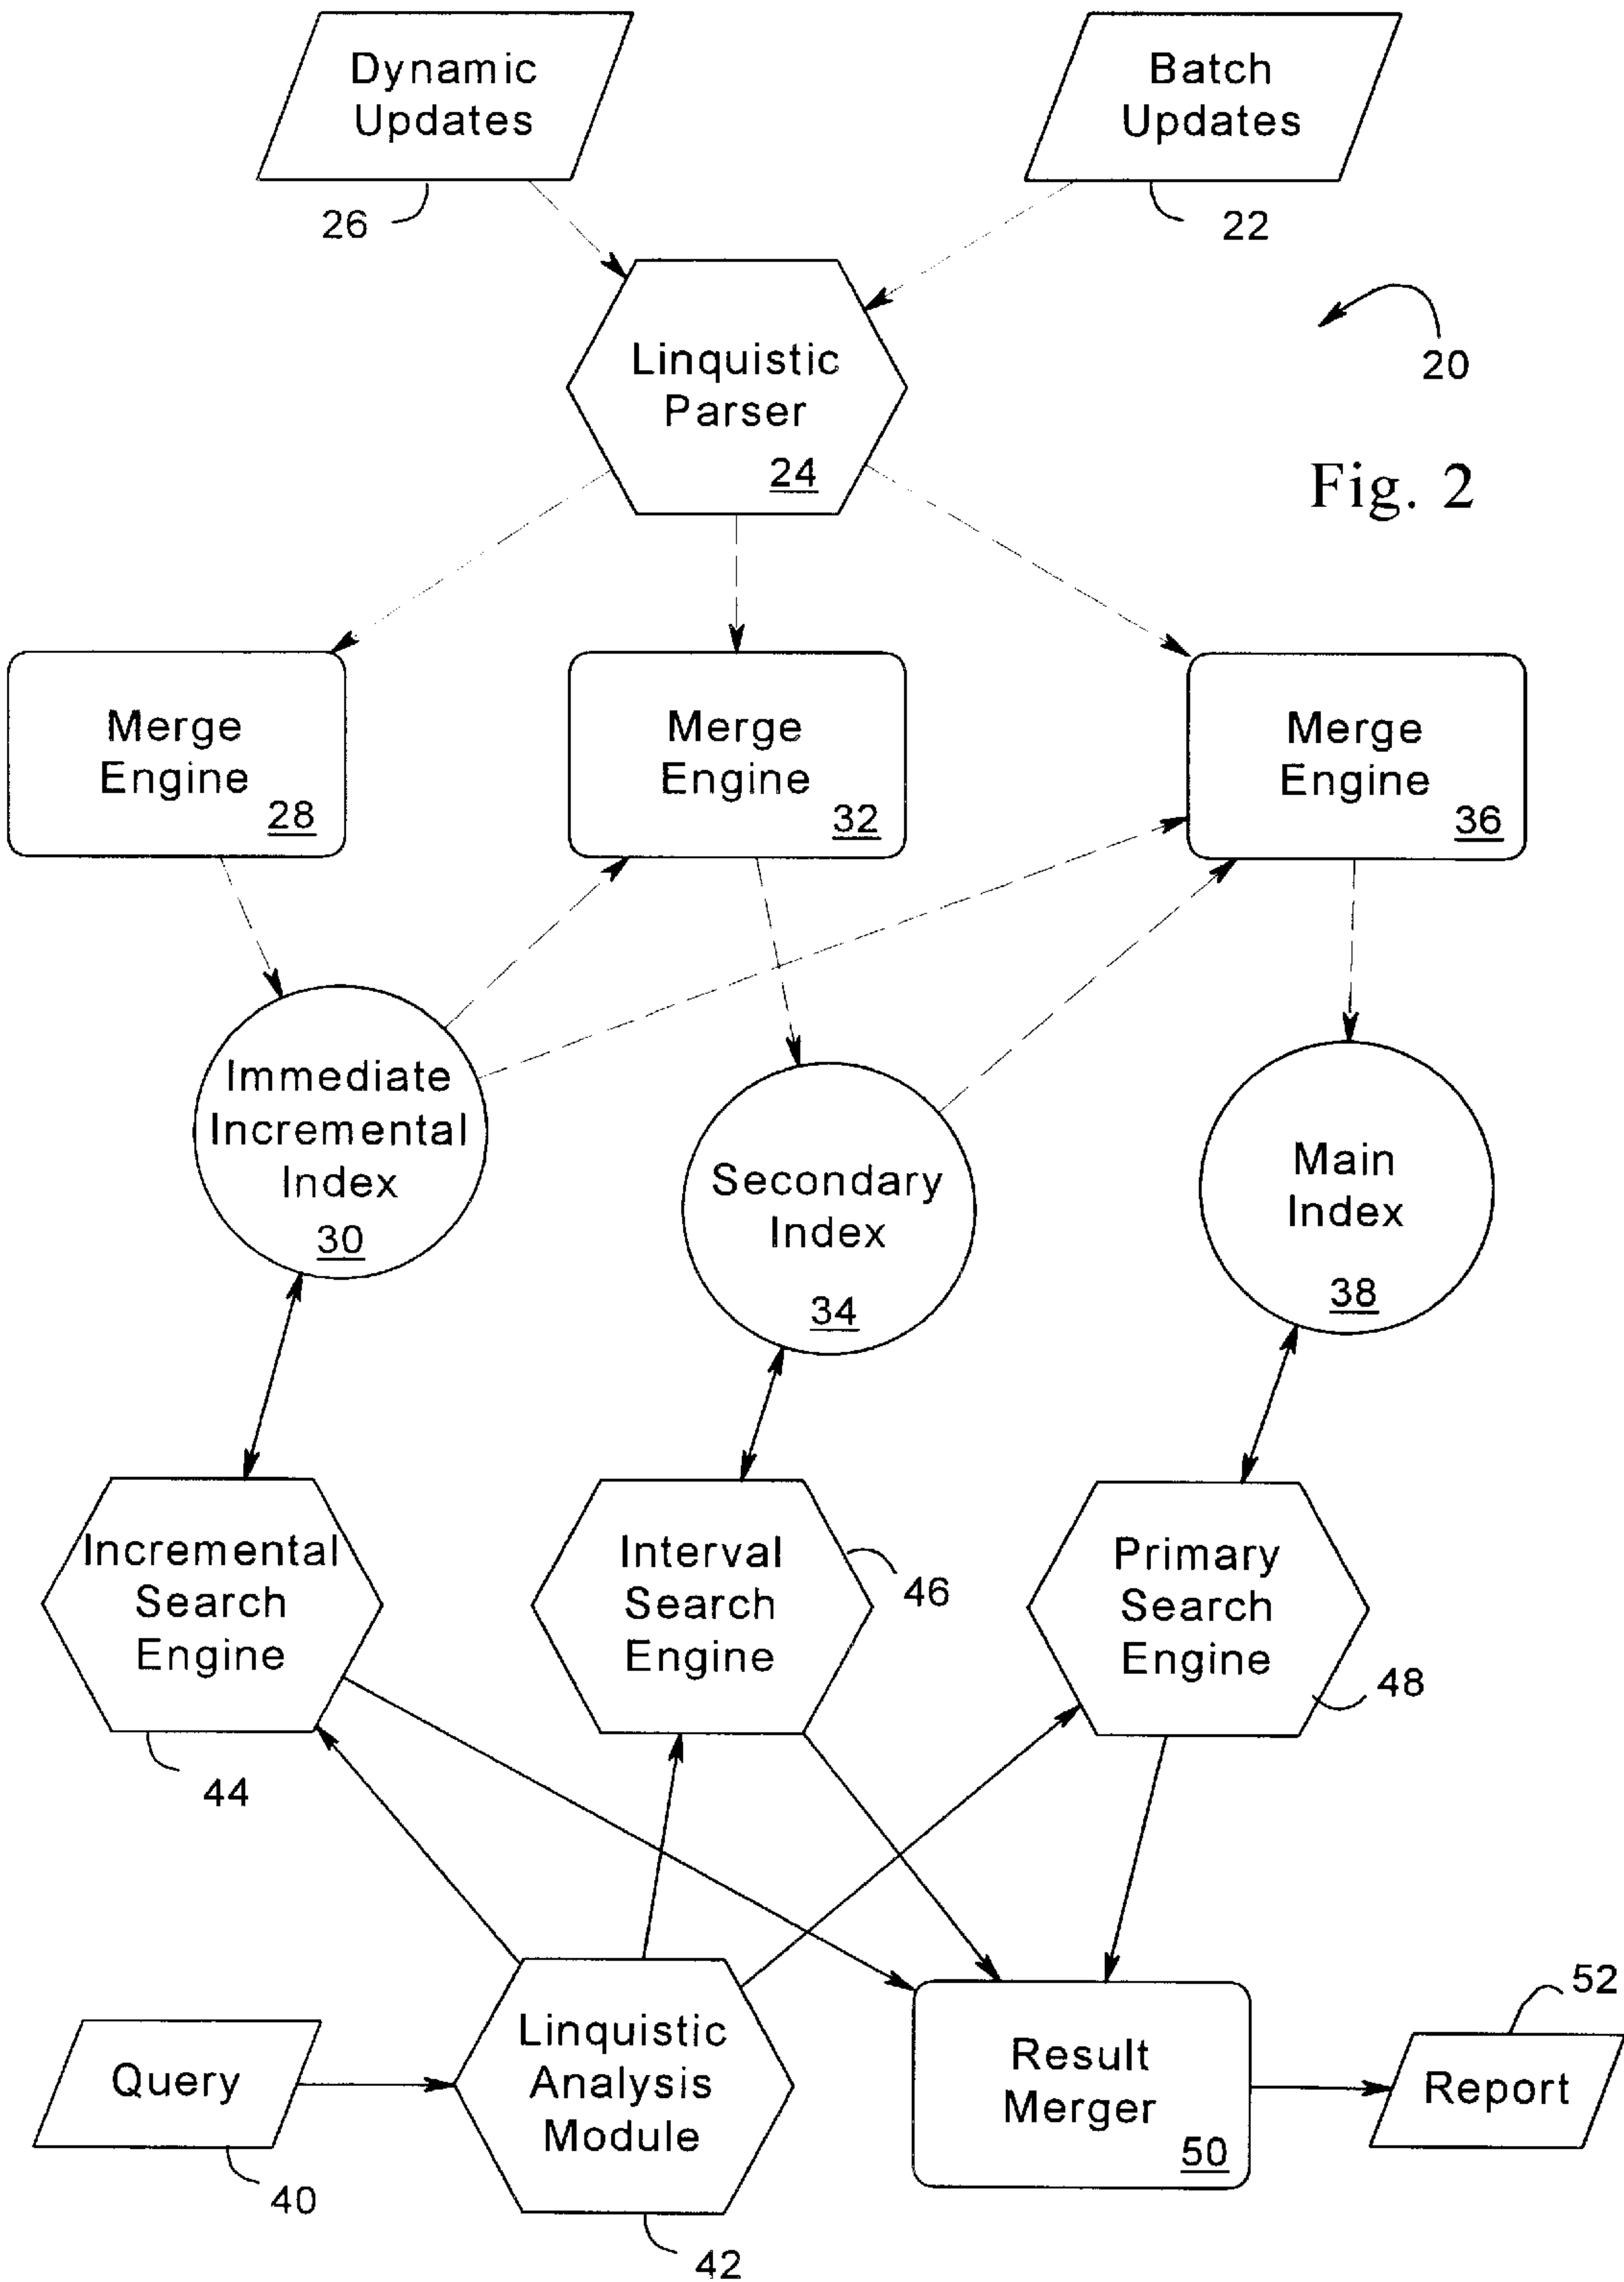 Dynamic
Updates
26
Batch
Updates
22
20
Linquistic
Parser
24
Fig. 2
Merge
Engine
28
Merge
Engine
32
Merge
Engine
36
Immediate
Incremental
Index
30
Secondary
Index
34
Main
Index
38
Incremental
Search
Engine
44
Interval
Search
Engine
46
Primary
Search
Engine
48
Query
40
Linquistic
Analysis
Module
42
Result
Merger
50
Report
52